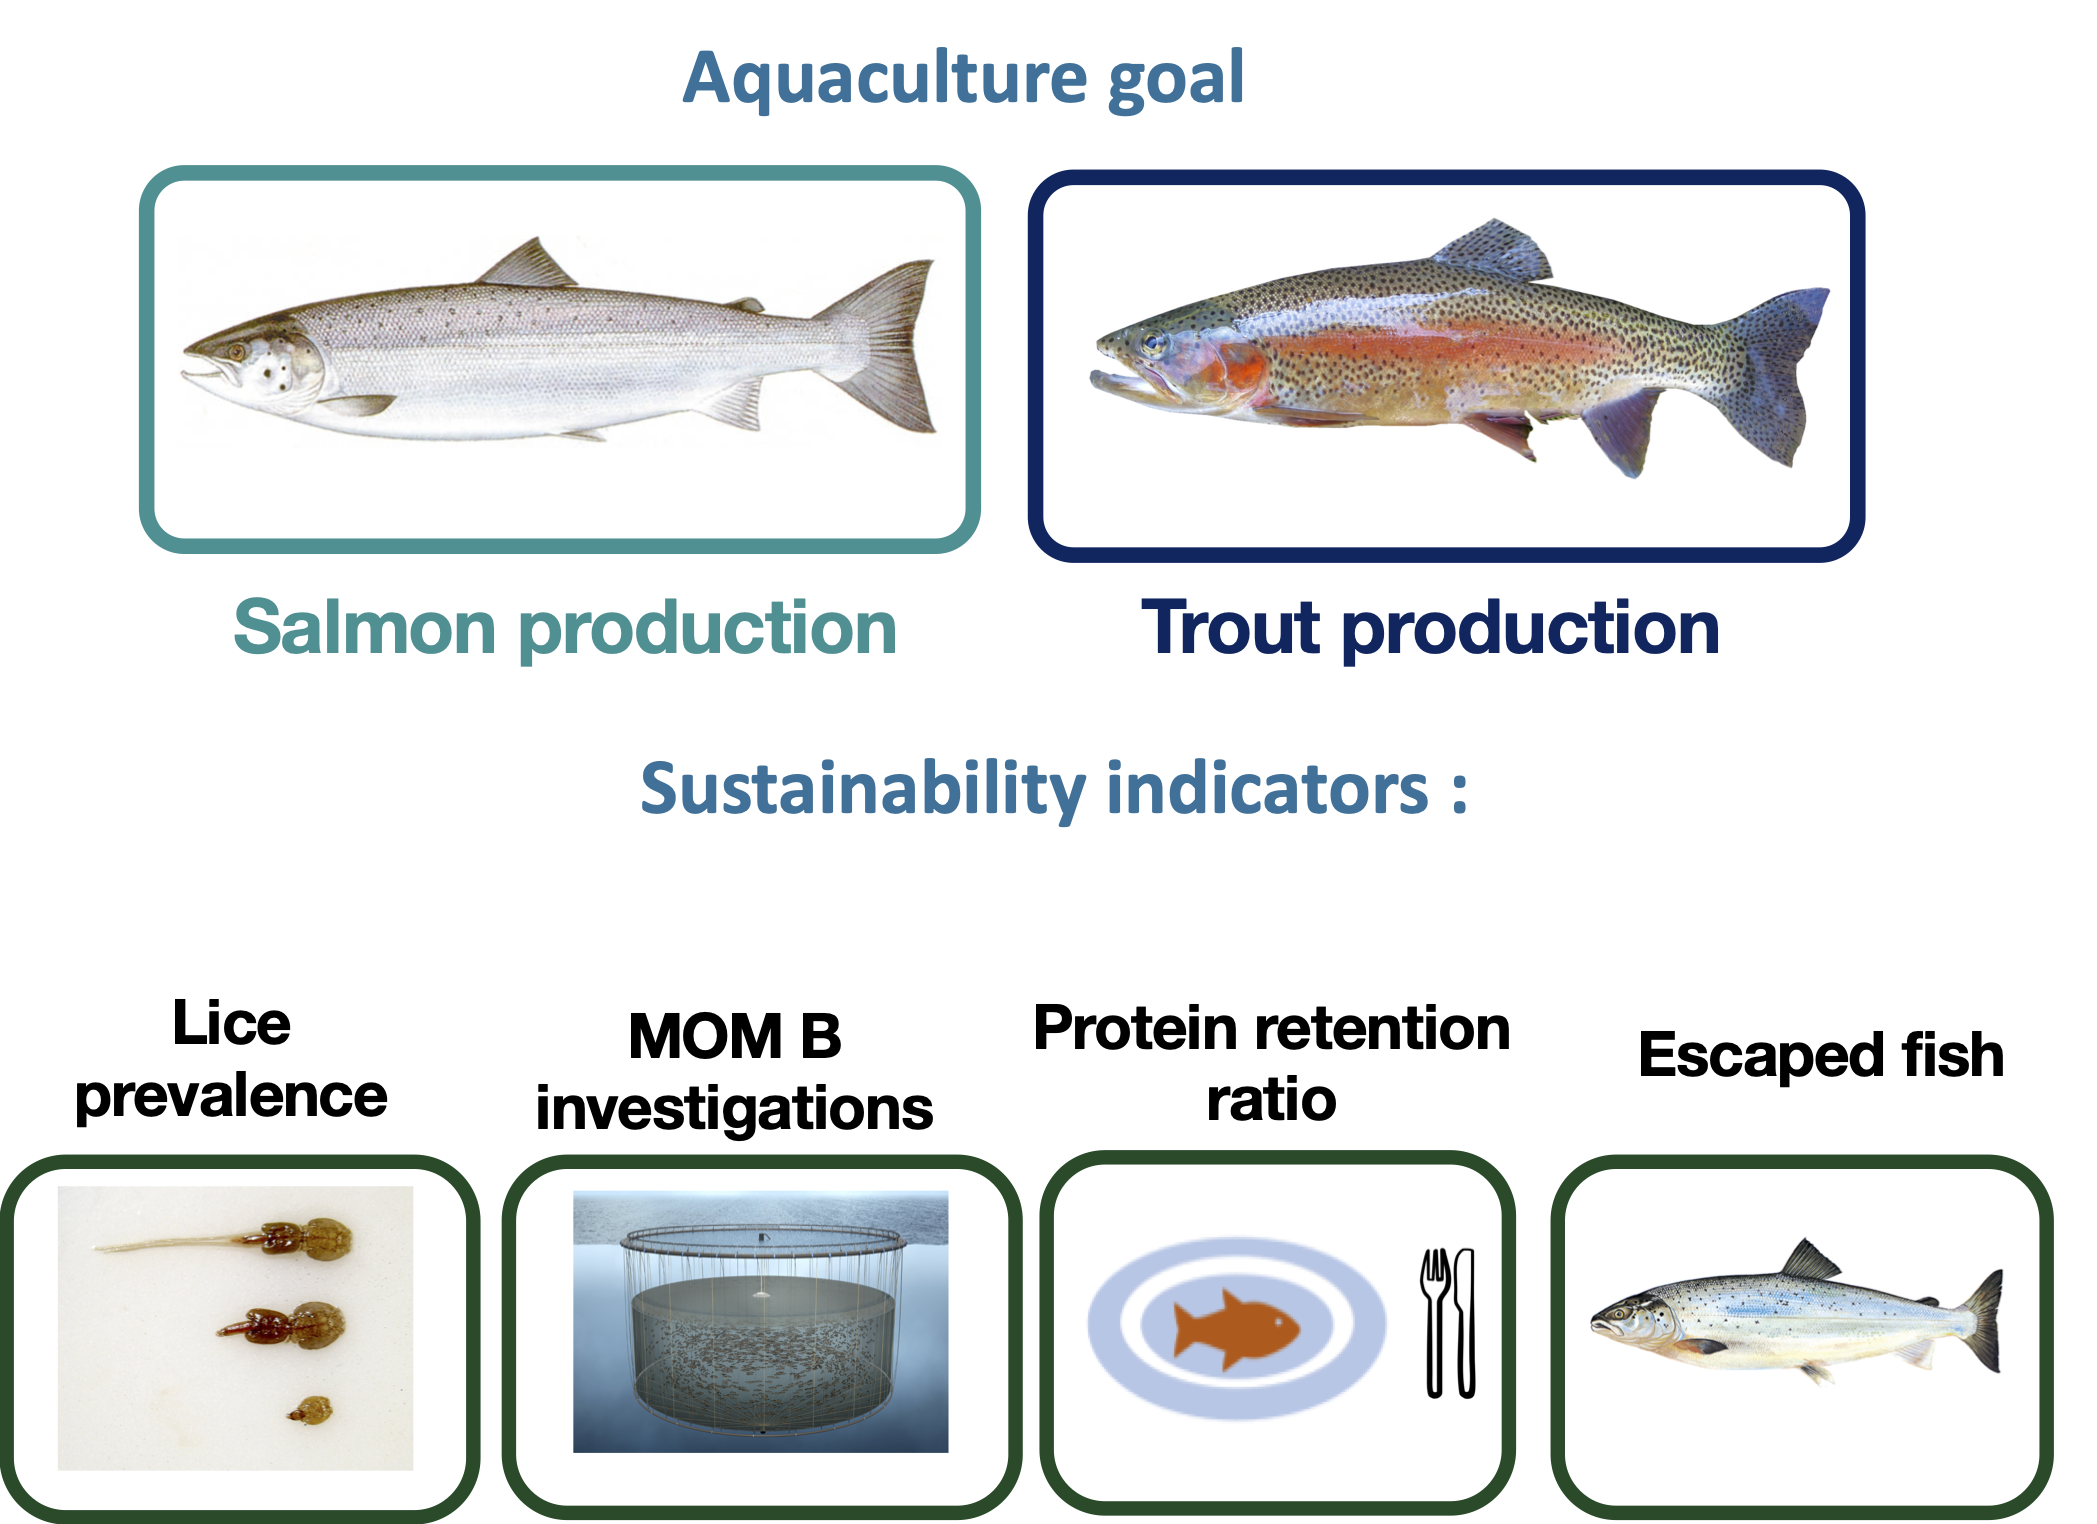 Aquaculture goal
Salmon production
Trout production
Sustainability indicators :
Lice
prevalence
MOM B
investigations
Protein retention
ratio
Escaped fish